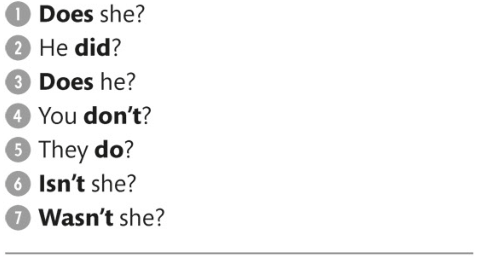 1 Does she?
2 He did?
3 Does he?
4 You don't?
5 They do?
6 Isn't she?
7 Wasn't she?